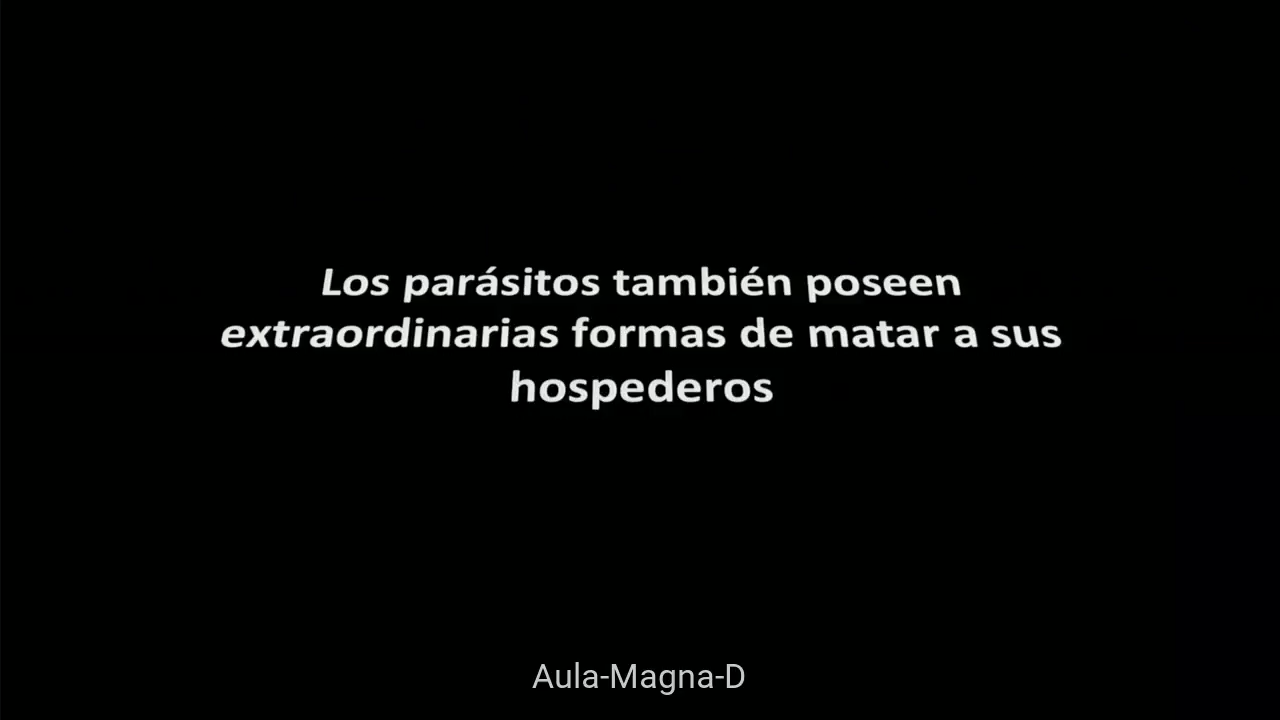 Los parásitos también poseen
extraordinarias formas de matar a sus
hospederos
Aula-Magna-D